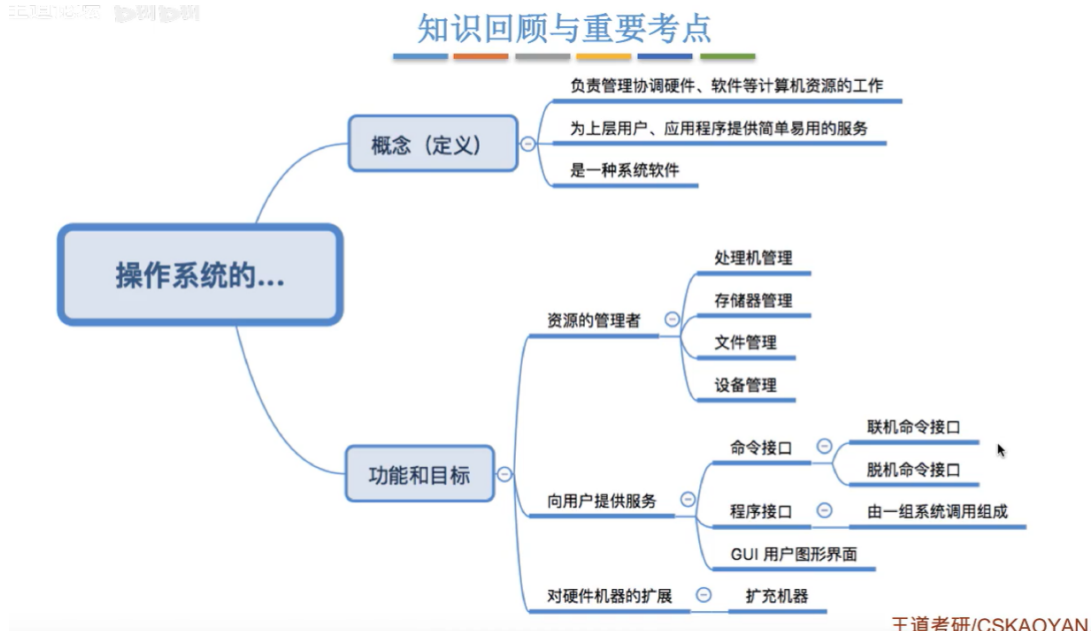 知识回顾与重要考点
负责管理协调硬件、软件等计算机资源的工作
概念（定义）
为上层用户、应用程序提供简单易用的服务
是一种系统软件
操作系统的...
处理机管理
资源的管理者
存储器管理
文件管理
设备管理
功能和目标
向用户提供服务
命令接口
联机命令接口
脱机命令接口
程序接口
由一组系统调用组成
GUI 用户图形界面
对硬件机器的扩展
扩充机器
王道考研/CSKAOYAN